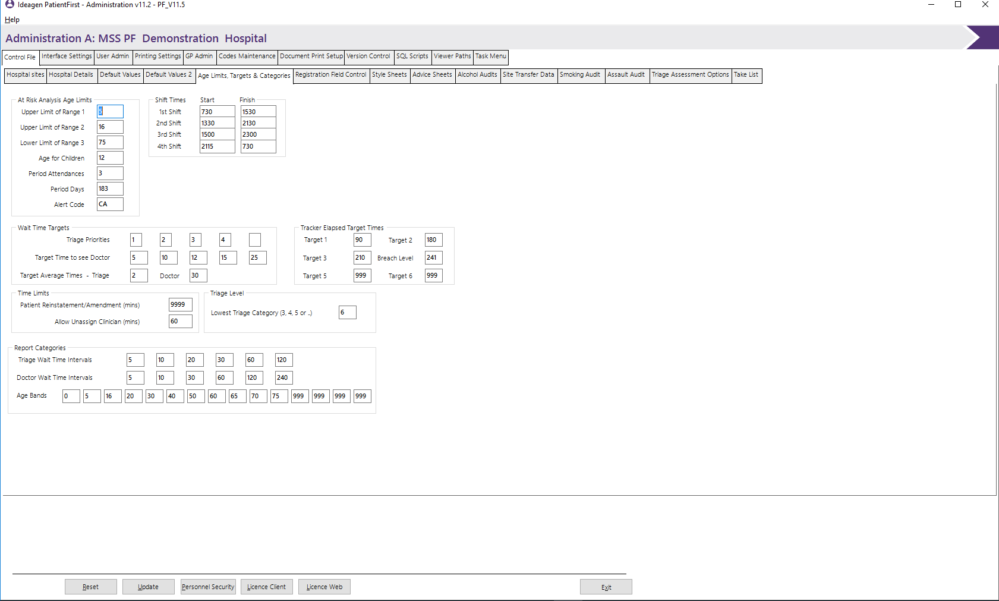 Ideagen PatientFirst - Administration v11.2 - PF_V11.5
Help
Administration A: MSS PF Demonstration Hospital
Control File Interface Settings User Admin Printing Settings GP Admin Codes Maintenance Document Print Setup Version Control SQL Scripts Viewer Paths Task Menu
Hospital sites Hospital Details Default Values Default Values 2 Age Limits, Targets & Categories Registration Field Control Style Sheets Advice Sheets Alcohol Audits Site Transfer Data Smoking Audit Assault Audit Triage Assessment Options Take List
At Risk Analysis Age Limits
Upper Limit of Range 1 5
Upper Limit of Range 2 16
Lower Limit of Range 3 75
Age for Children 12
Period Attendances 3
Period Days 183
Alert Code CA
Shift Times Start Finish
1st Shift 730 1530
2nd Shift 1330 2130
3rd Shift 1500 2300
4th Shift 2115 730
Wait Time Targets
Triage Priorities 1 2 3 4
Target Time to see Doctor 5 10 12 15 25
Target Average Times - Triage 2 Doctor 30
Tracker Elapsed Target Times
Target 1 90 Target 2 180
Target 3 210 Breach Level 241
Target 5 999 Target 6 999
Time Limits
Patient Reinstatement/Amendment (mins) 9999
Allow Unassign Clinician (mins) 60
Triage Level
Lowest Triage Category (3, 4, 5 or ..) 6
Report Categories
Triage Wait Time Intervals 5 10 20 30 60 120
Doctor Wait Time Intervals 5 10 30 60 120 240
Age Bands 0 5 16 20 30 40 50 60 65 70 75 999 999 999 999
Reset Update Personnel Security Licence Client Licence Web Exit